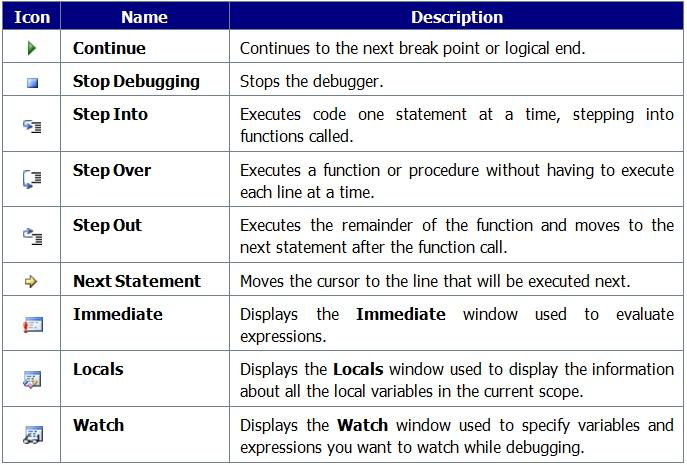 Icon Name Description
Continue Continues to the next break point or logical end.
Stop Debugging Stops the debugger.
Step Into Executes code one statement at a time, stepping into
functions called.
Step Over Executes a function or procedure without having to execute
each line at a time.
Step Out Executes the remainder of the function and moves to the
next statement after the function call.
Next Statement Moves the cursor to the line that will be executed next.
Immediate Displays the Immediate window used to evaluate
expressions.
Locals Displays the Locals window used to display the information
about all the local variables in the current scope.
Watch Displays the Watch window used to specify variables and
expressions you want to watch while debugging.